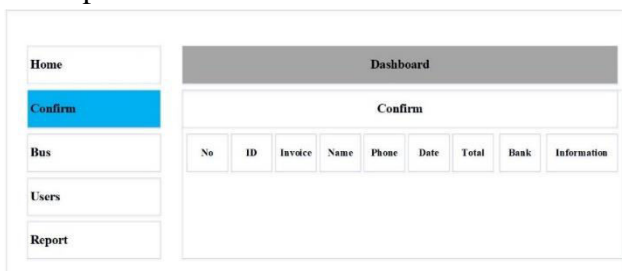 Home
Dashboard
Confirm
Confirm
Bus
No ID Invoice Name Phone Date Total Bank Information
Users
Report